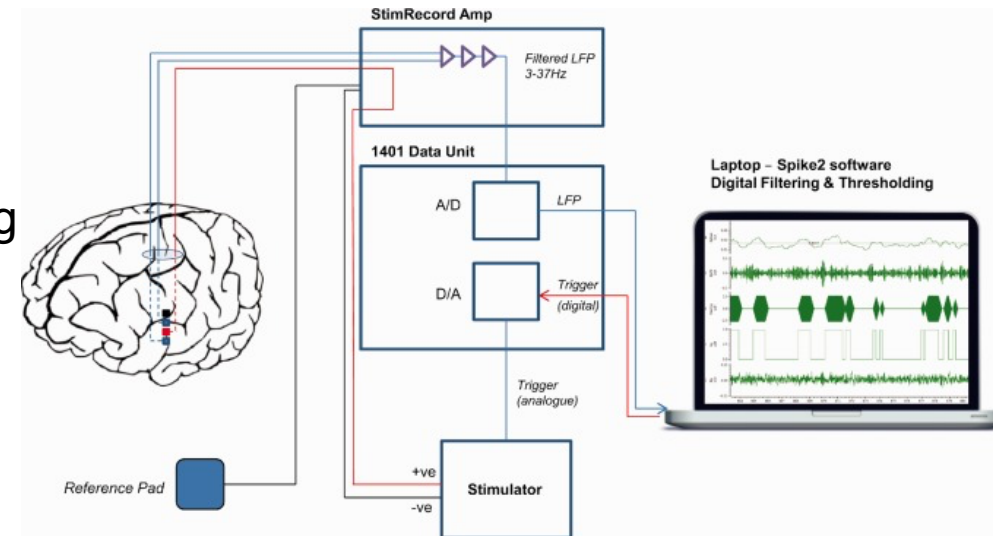 StimRecord Amp
Filtered LFP
3-37Hz
1401 Data Unit
A/D
LFP
D/A
Trigger
(digital)
Trigger
(analogue)
Laptop – Spike2 software
Digital Filtering & Thresholding
g
Reference Pad
+ve
-ve
Stimulator